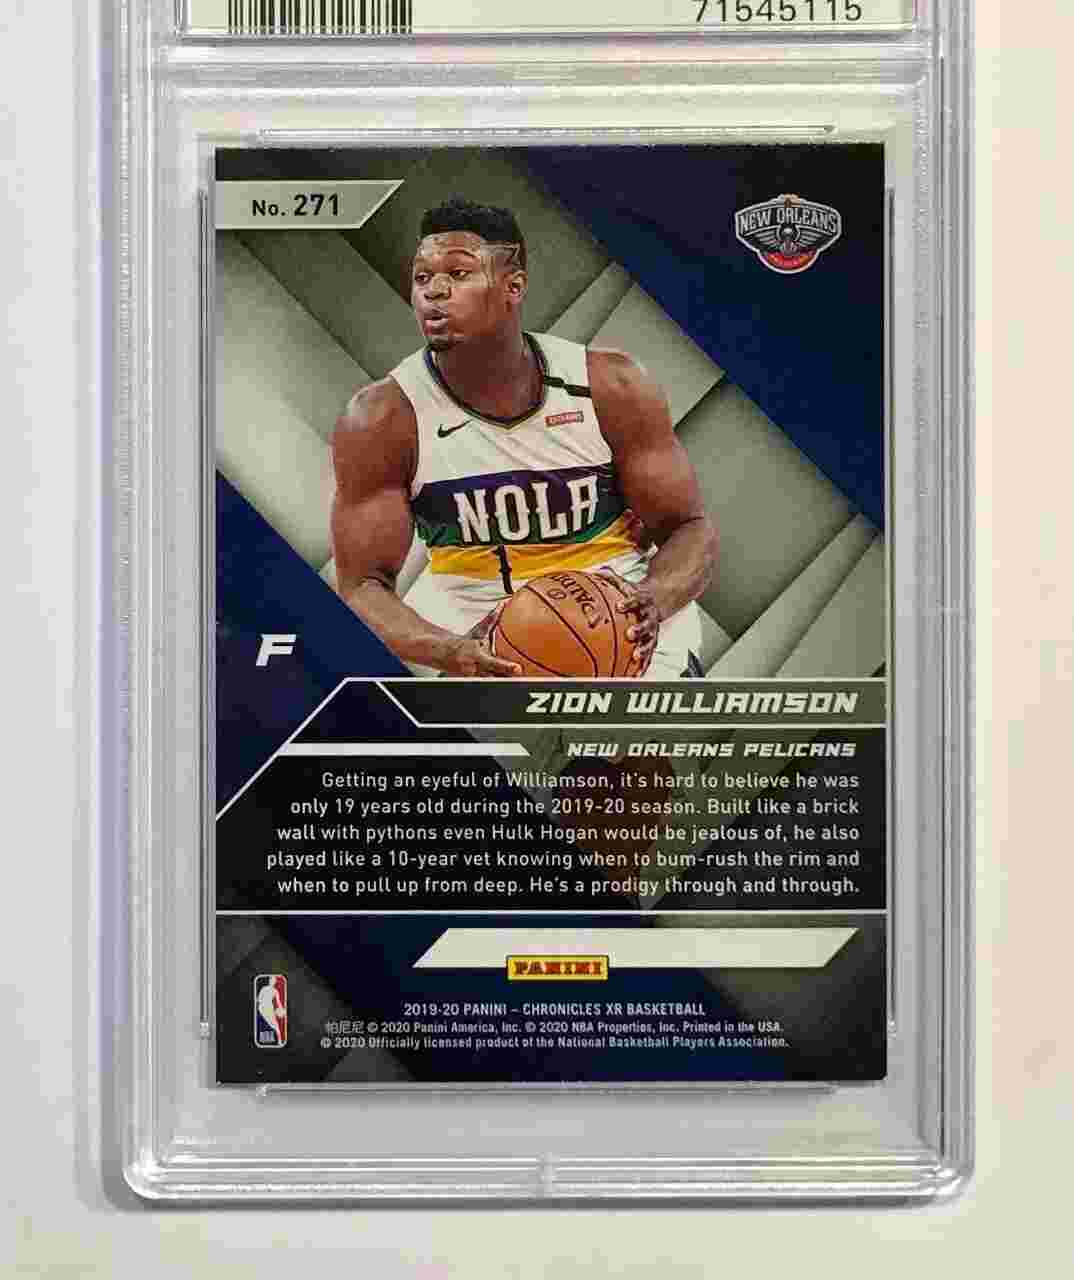 71545115
No. 271
NEW ORLEANS
NOLA
1
SPALDING
F
ZION WILLIAMSON
NEW ORLEANS PELICANS
Getting an eyeful of Williamson, it's hard to believe he was
only 19 years old during the 2019-20 season. Built like a brick
wall with pythons even Hulk Hogan would be jealous of, he also
played like a 10-year vet knowing when to bum-rush the rim and
when to pull up from deep. He's a prodigy through and through.
PANINI
NBA
2019-20 PANINI – CHRONICLES XR BASKETBALL
帕尼尼 © 2020 Panini America, Inc. © 2020 NBA Properties, Inc. Printed in the USA.
© 2020 Officially licensed product of the National Basketball Players Association.